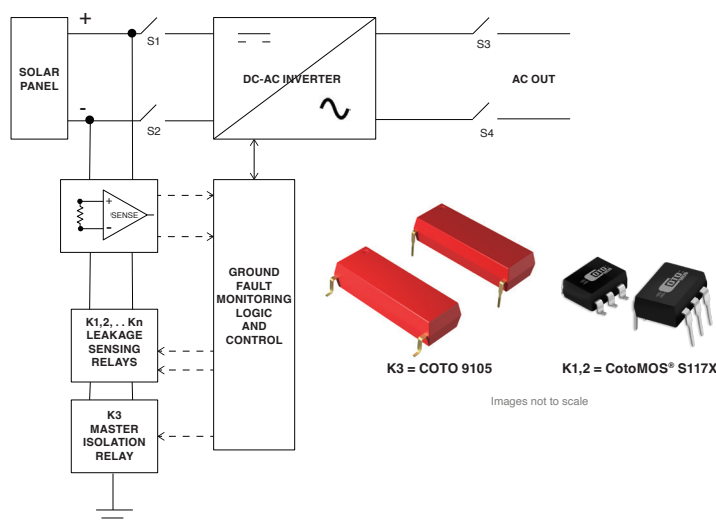 +
S1
SOLAR
PANEL
DC-AC INVERTER
S3
AC OUT
-
S2
S4
+
SENSE
-
GROUND
FAULT
MONITORING
LOGIC
AND
CONTROL
K1,2, . . Kn
LEAKAGE
SENSING
RELAYS
K3
MASTER
ISOLATION
RELAY
COTO
COTO
K3 = COTO 9105
K1,2 = CotoMOS® S117X
Images not to scale